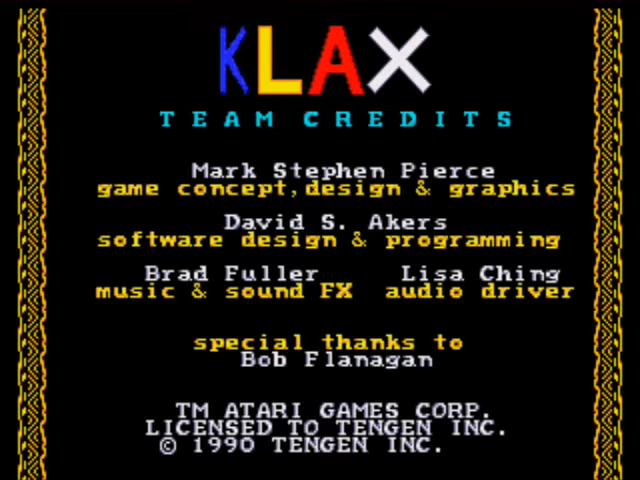 KLAX
TEAM CREDITS
Mark Stephen Pierce
game concept,design & graphics
David S. Akers
software design & programming
Brad Fuller Lisa Ching
music & sound FX audio driver
special thanks to
Bob Flanagan
TM ATARI GAMES CORP.
LICENSED TO TENGEN INC.
© 1990 TENGEN INC.